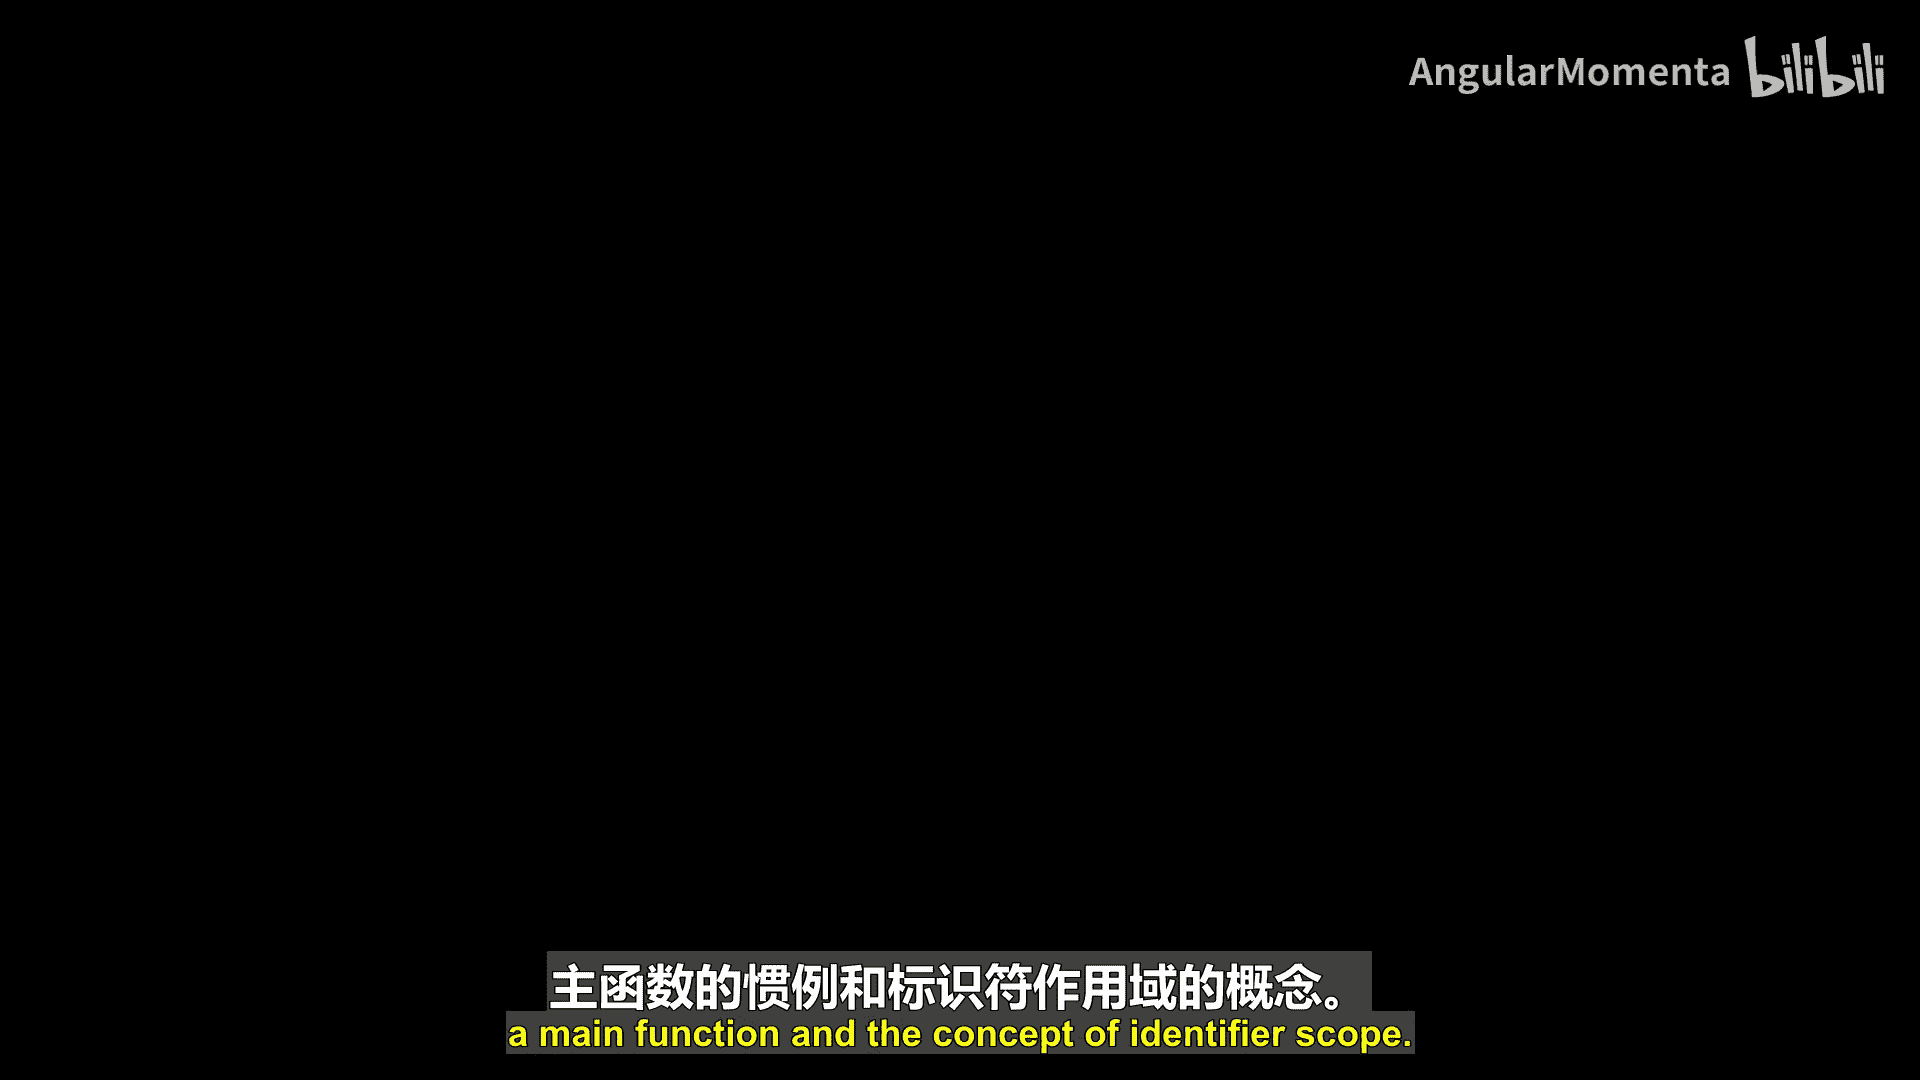 AngularMomenta bilibili
主函数的惯例和标识符作用域的概念。
a main function and the concept of identifier scope.